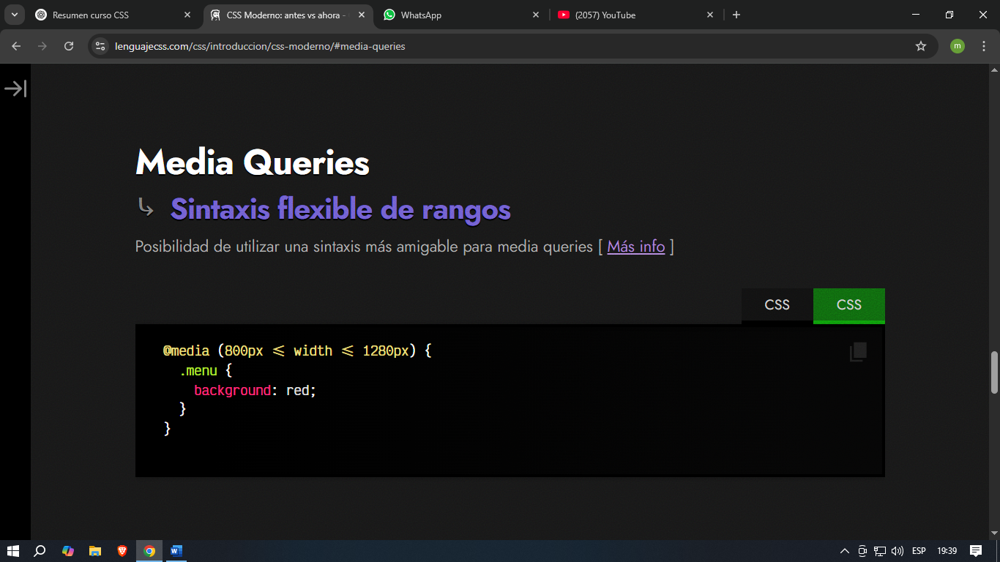 Resumen curso CSS
CSS Moderno: antes vs ahora -
WhatsApp
(2057) YouTube
lenguajecss.com/css/introduccion/css-moderno/#media-queries
m
Media Queries
Sintaxis flexible de rangos
Posibilidad de utilizar una sintaxis más amigable para media queries [ Más info ]
CSS
CSS
@media (800px <= width <= 1280px) {
.menu {
background: red;
}
}
ESP
19:39